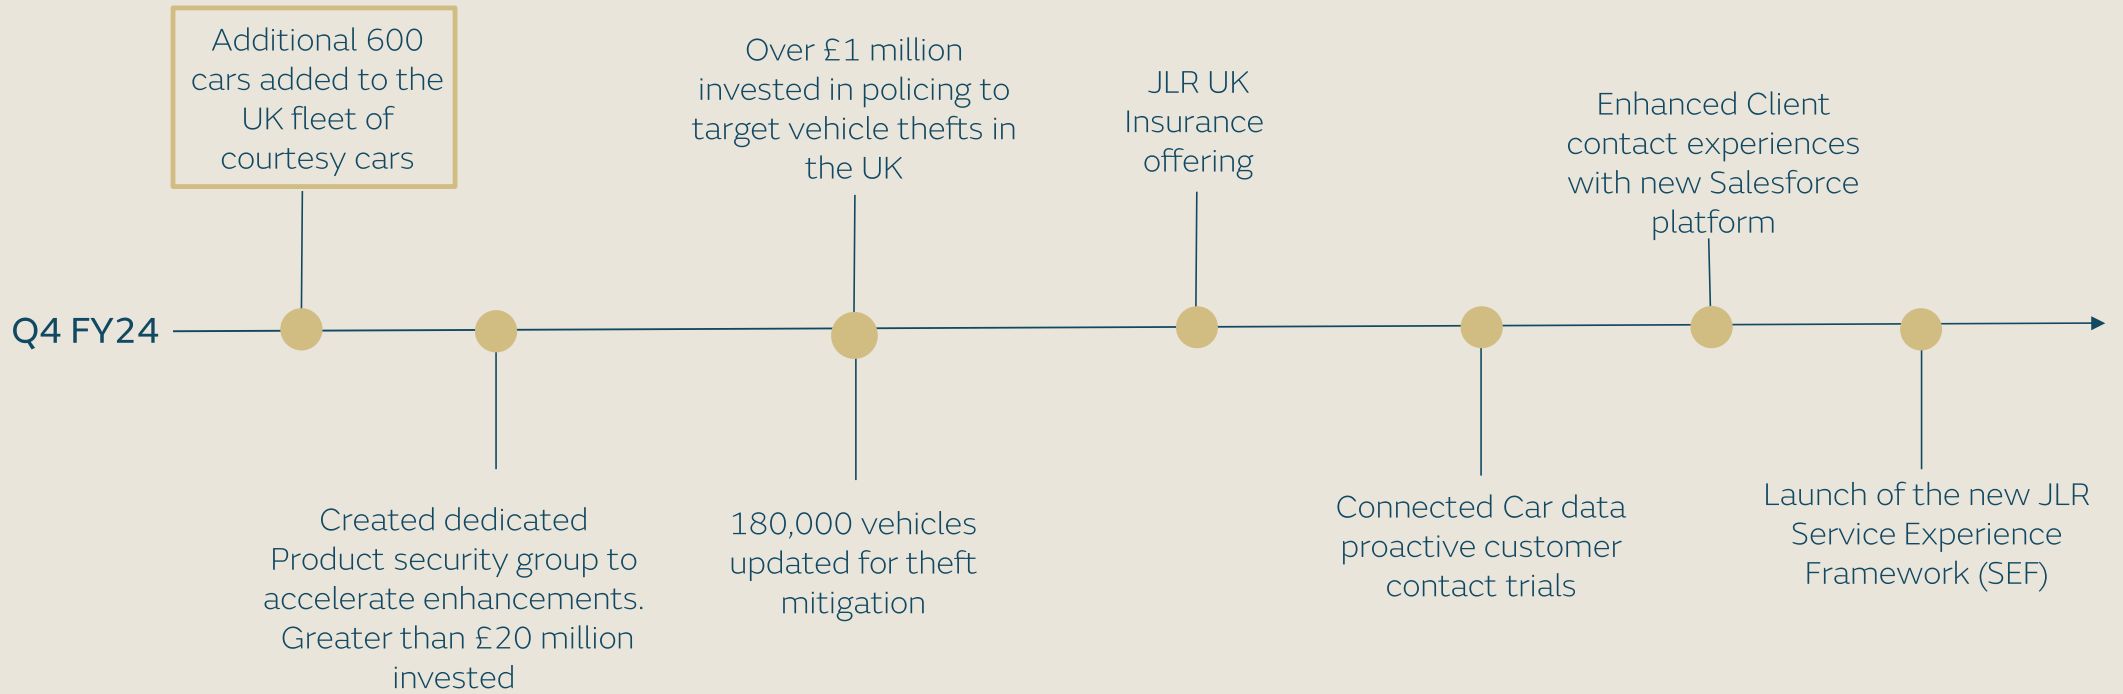 Additional 600
cars added to the
UK fleet of
courtesy cars
Over £1 million
invested in policing to
target vehicle thefts in
the UK
JLR UK
Insurance
offering
Enhanced Client
contact experiences
with new Salesforce
platform
Q4 FY24
Created dedicated
Product security group to
accelerate enhancements.
Greater than £20 million
invested
180,000 vehicles
updated for theft
mitigation
Connected Car data
proactive customer
contact trials
Launch of the new JLR
Service Experience
Framework (SEF)